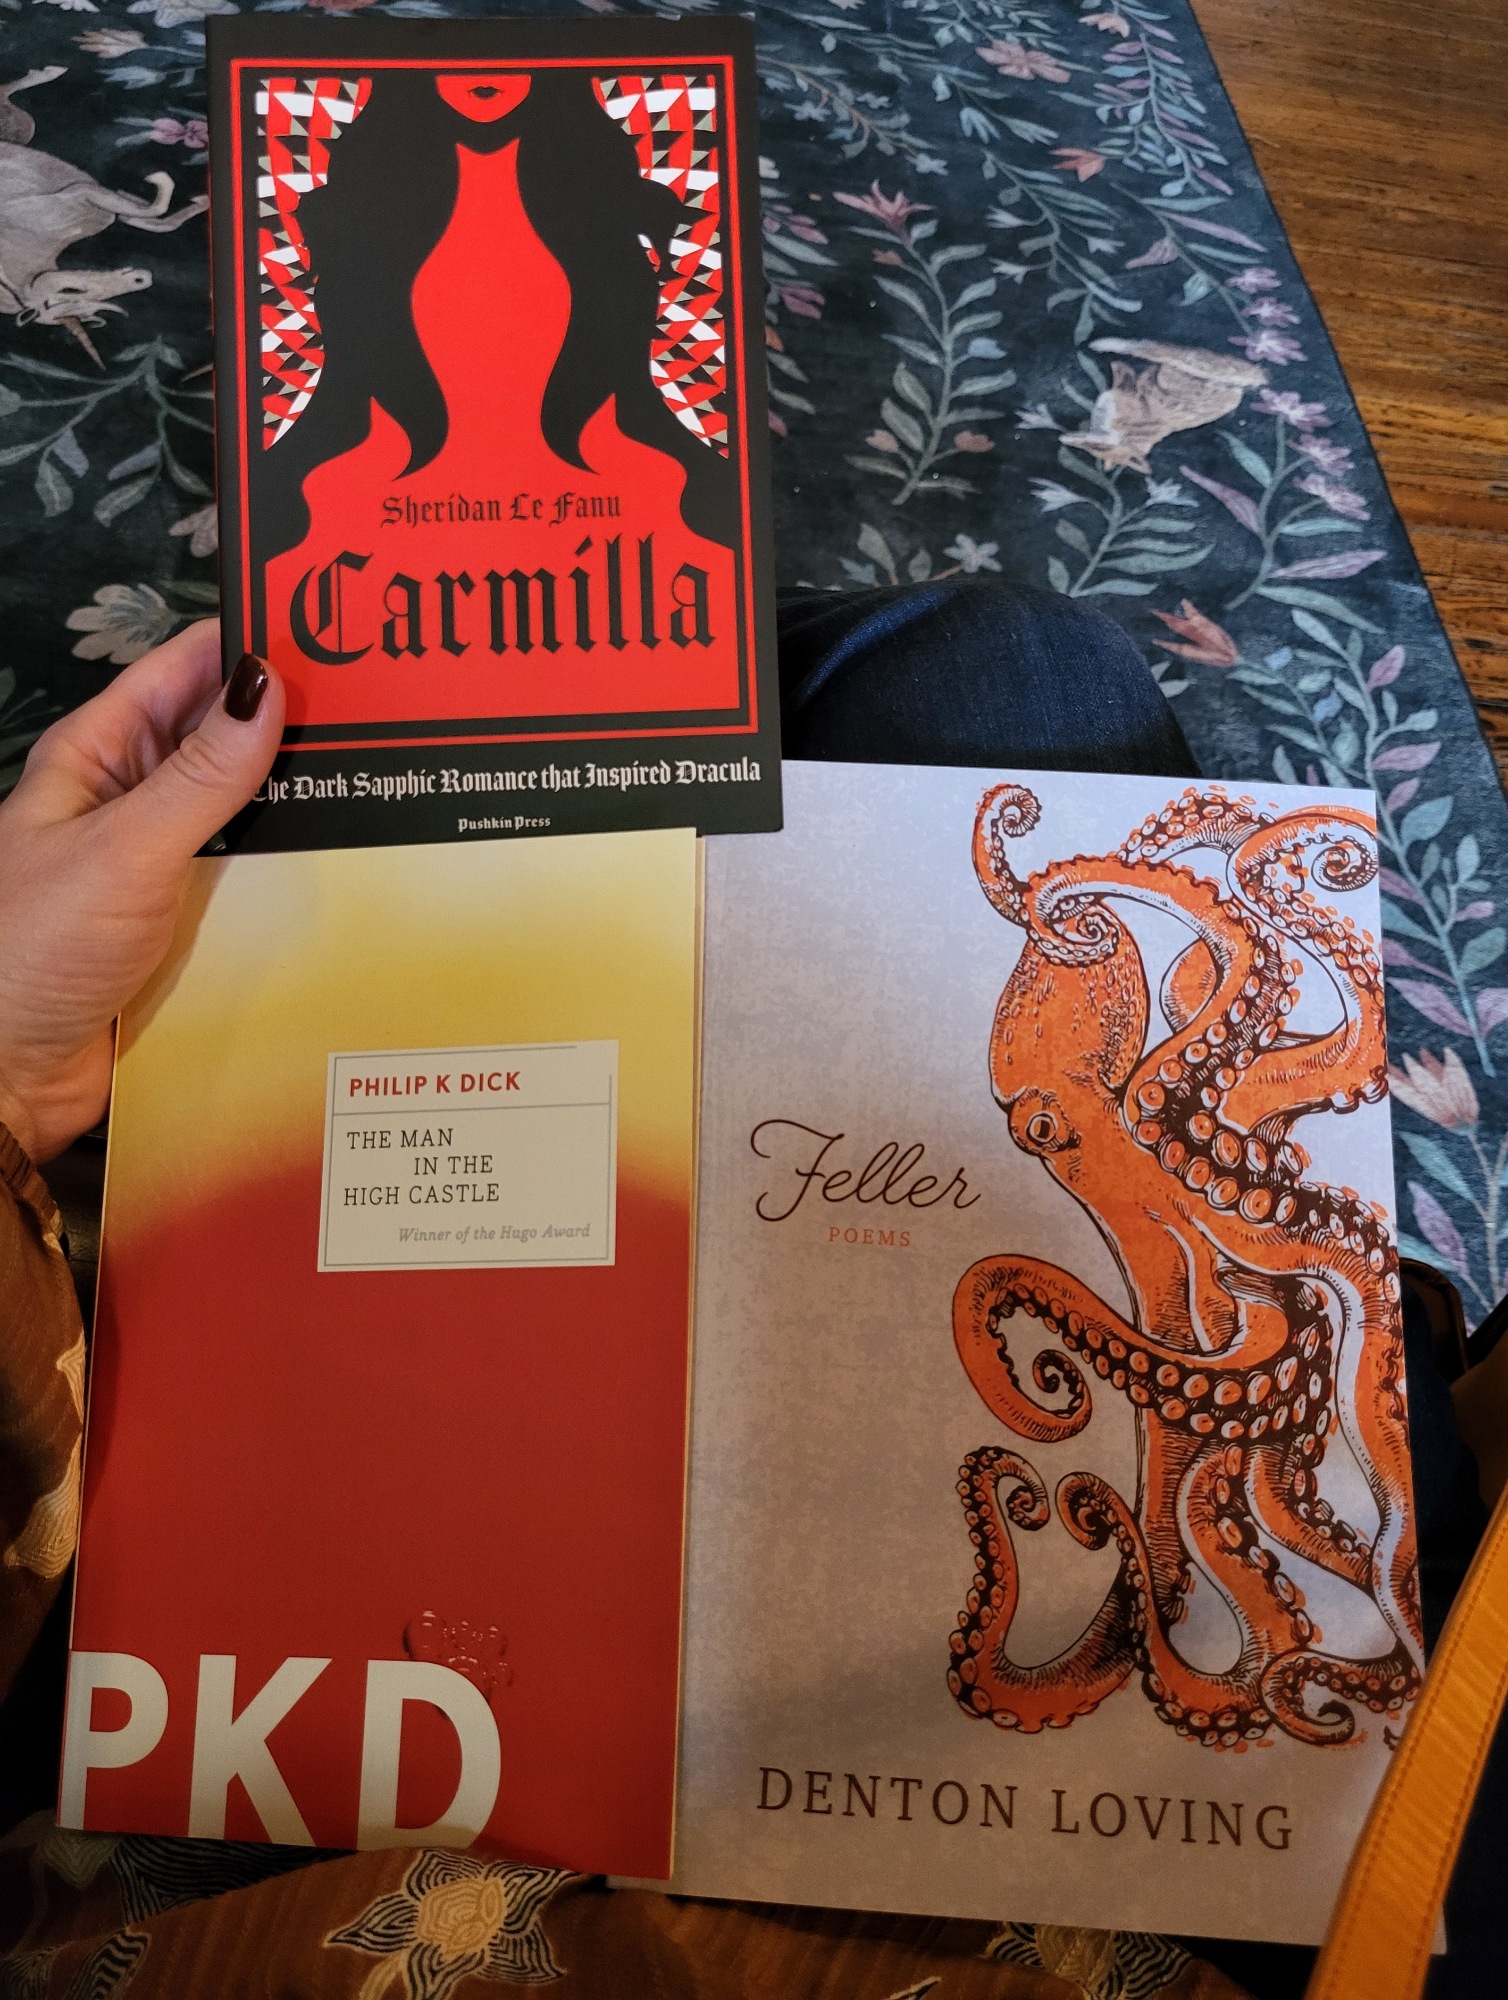 Sheridan Le Fanu
Carmilla
The Dark Sapphic Romance that Inspired Dracula
Pushkin Press
PHILIP K DICK
THE MAN
IN THE
HIGH CASTLE
Winner of the Hugo Award
PKD
Feller
POEMS
DENTON LOVING